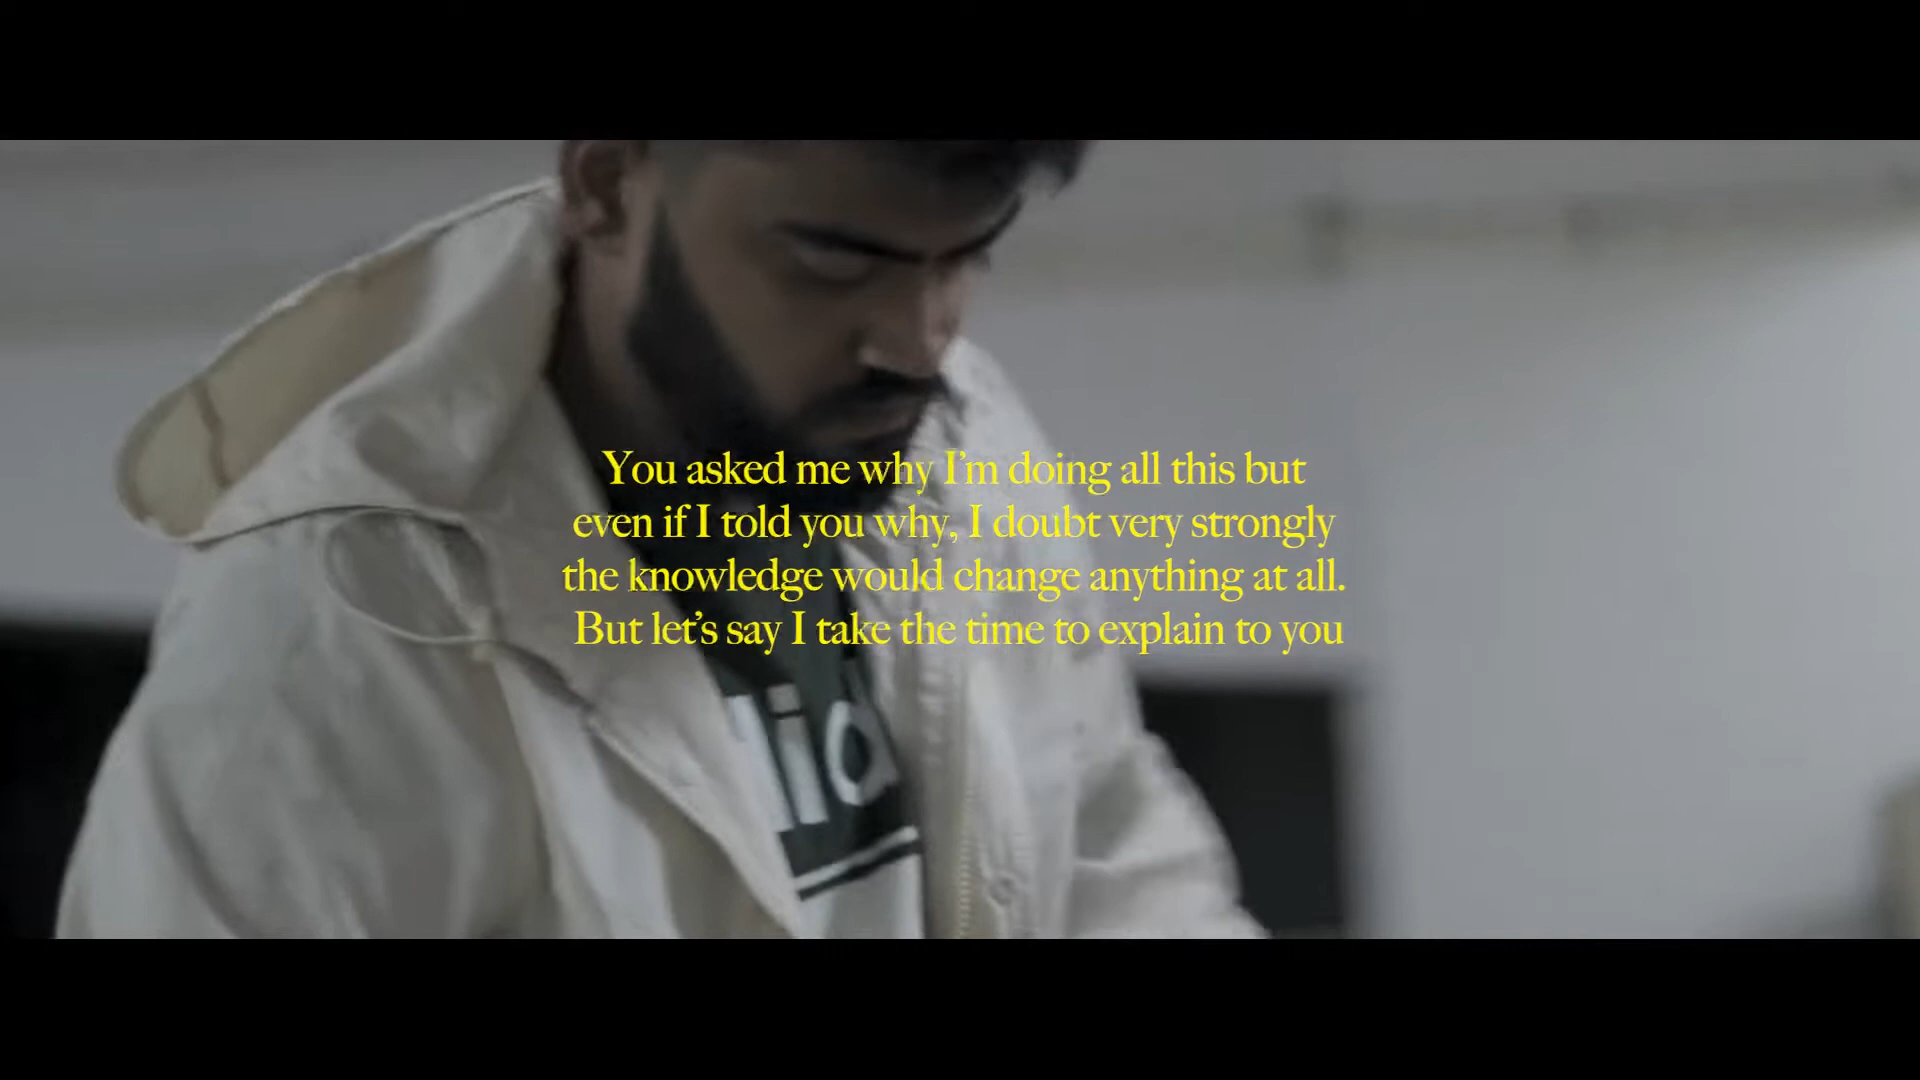 You asked me why I’m doing all this but
even if I told you why, I doubt very strongly
the knowledge would change anything at all.
But let’s say I take the time to explain to you